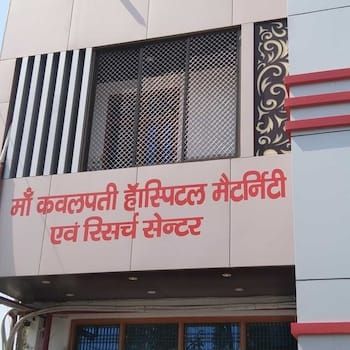 माँ कवलपती हॉस्पिटल मैटर्निटी
एवं रिसर्च सेन्टर